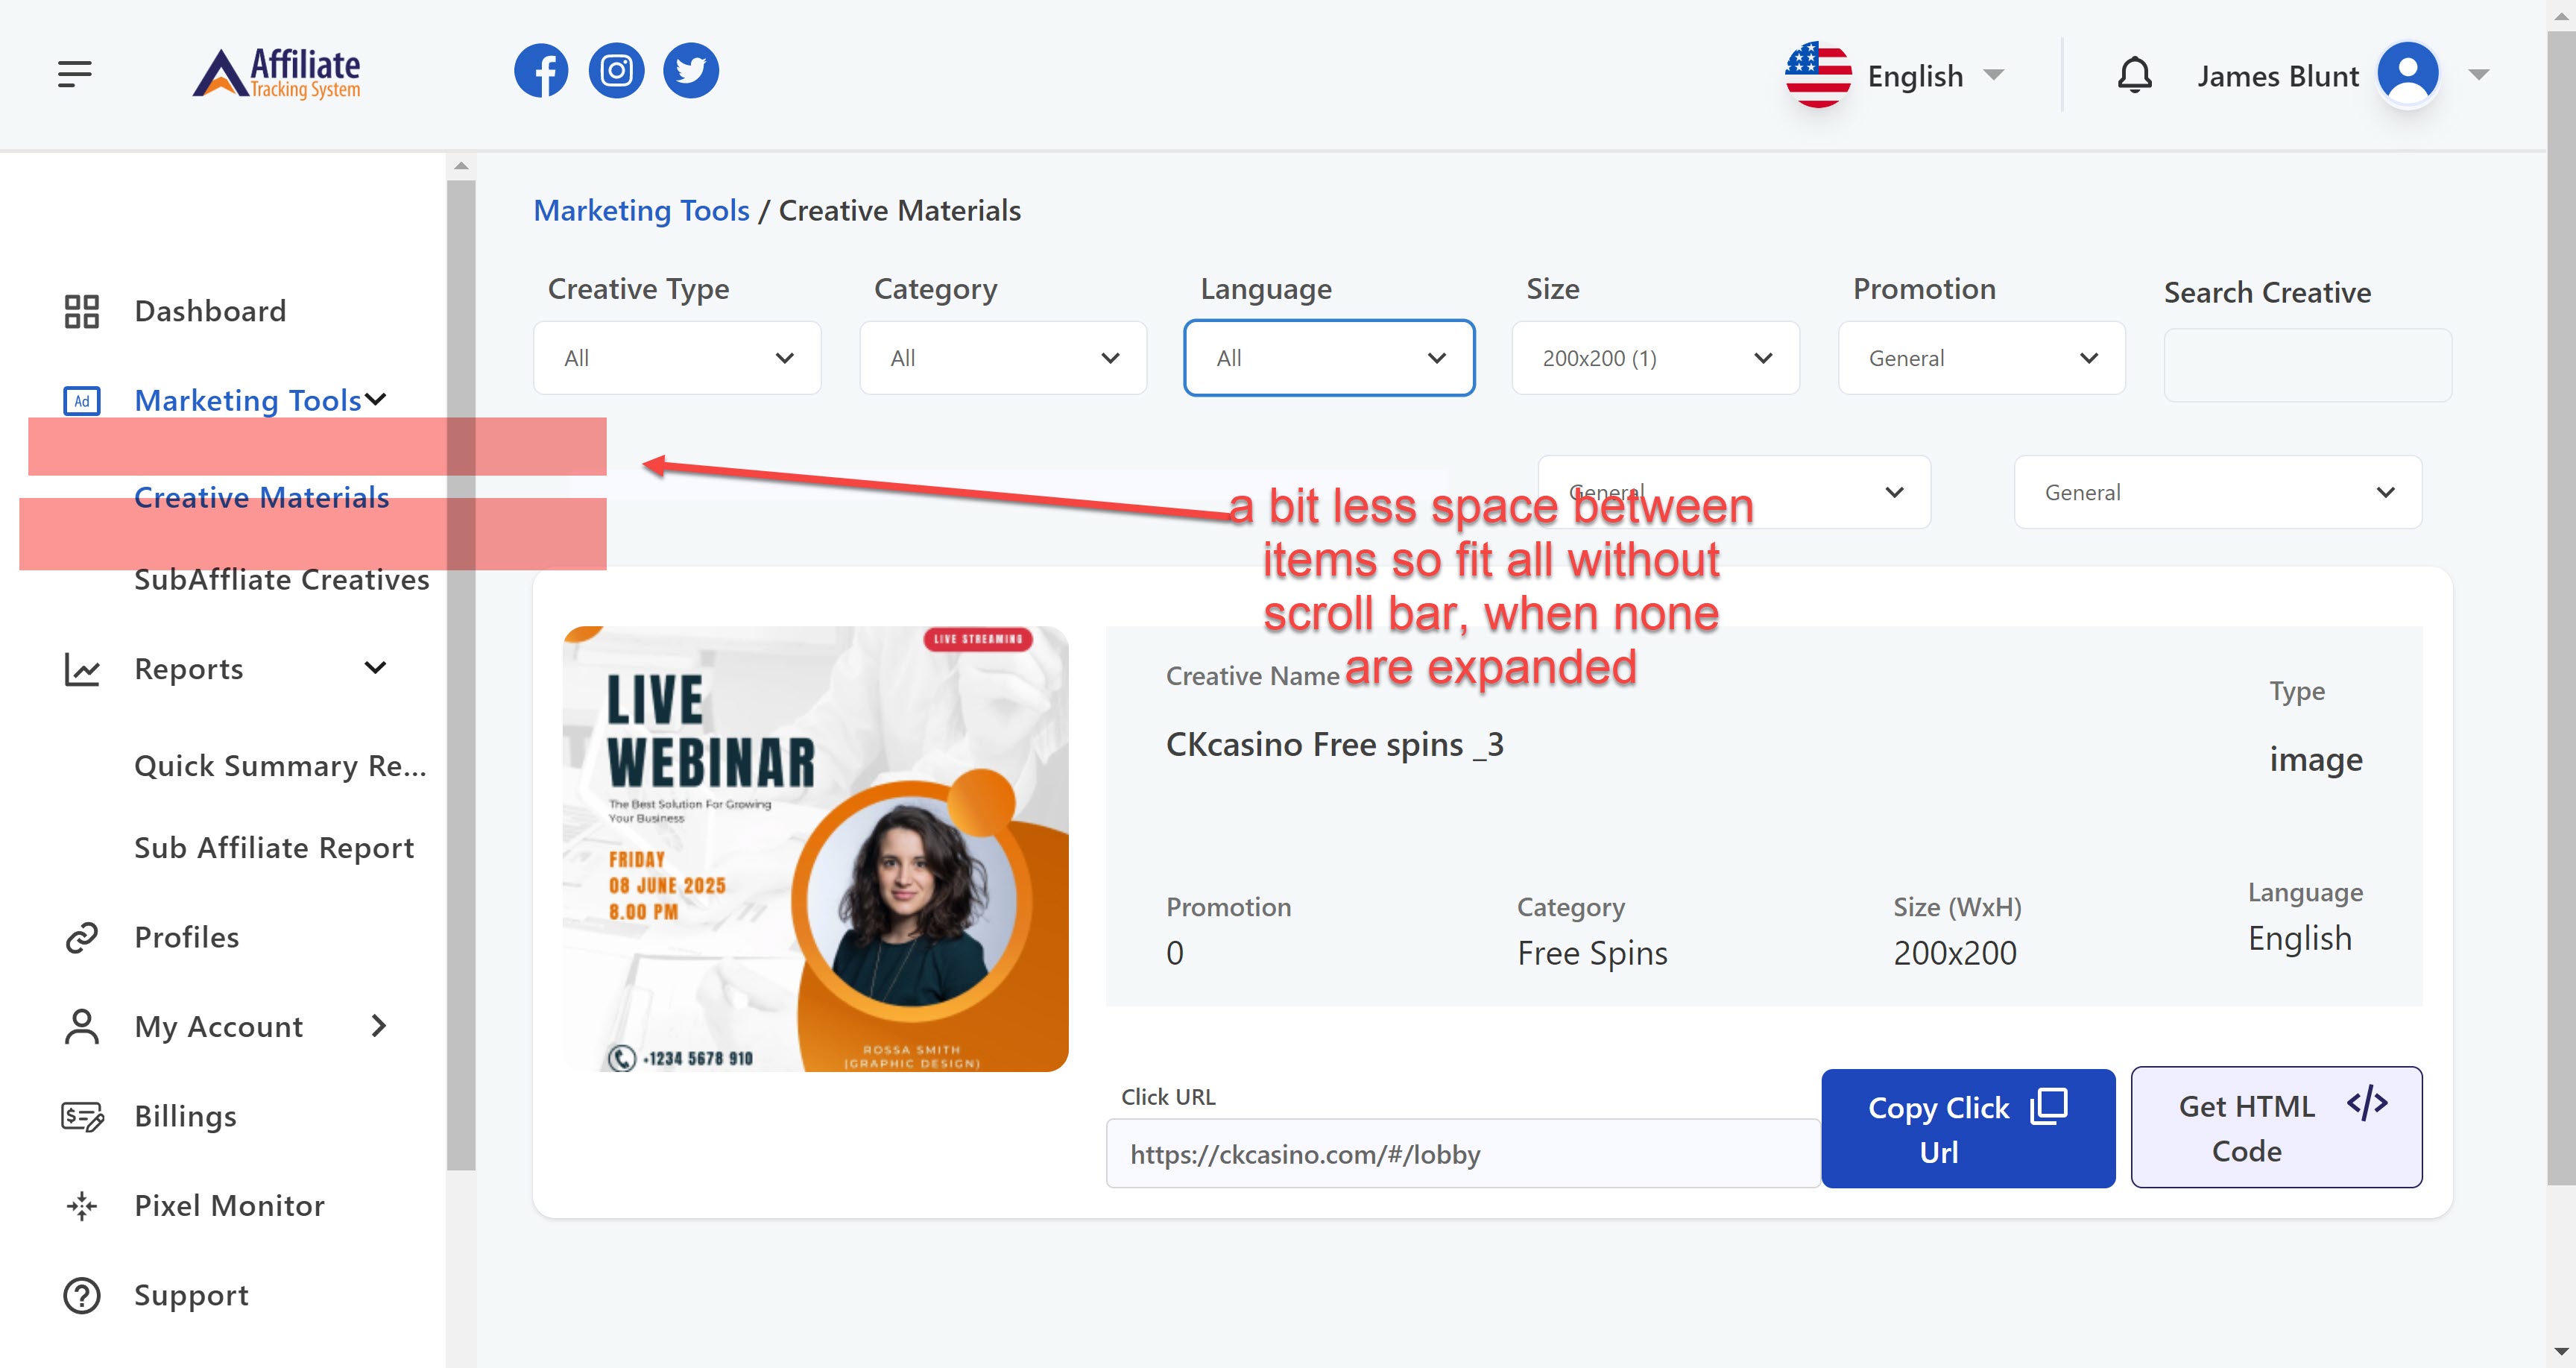 Affiliate
Tracking System
English
James Blunt
Marketing Tools / Creative Materials
Dashboard
Creative Type
Category
Language
Size
Promotion
Search Creative
All
All
All
200x200 (1)
General
Ad
Marketing Tools
Creative Materials
General
General
a bit less space between
items so fit all without
scroll bar, when none
are expanded
SubAffliate Creatives
Reports
Quick Summary Re...
Sub Affiliate Report
Profiles
My Account
Billings
Pixel Monitor
Support
LIVE STREAMING
LIVE
WEBINAR
The Best Solution For Growing
Your Business
FRIDAY
08 JUNE 2025
8.00 PM
+1234 5678 910
ROSSA SMITH
(GRAPHIC DESIGN)
Creative Name
CKcasino Free spins _3
Type
image
Promotion
0
Category
Free Spins
Size (WxH)
200x200
Language
English
Click URL
https://ckcasino.com/#/lobby
Copy Click
Url
Get HTML </>
Code